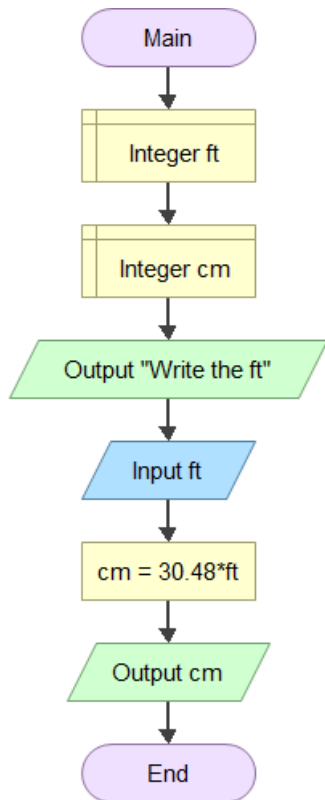 Main
Integer ft
Integer cm
Output "Write the ft"
Input ft
cm = 30.48*ft
Output cm
End